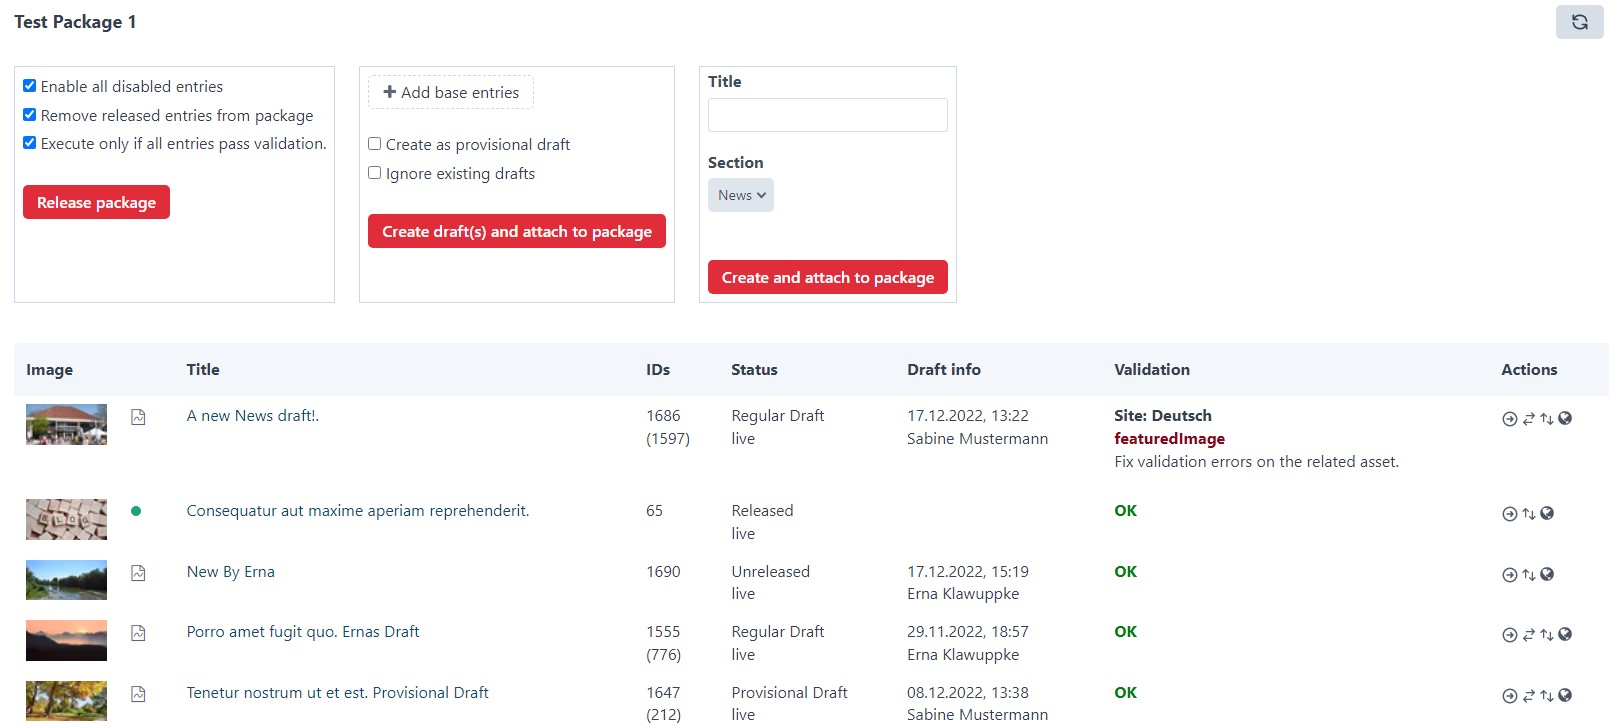 Test Package 1
Enable all disabled entries
Remove released entries from package
Execute only if all entries pass validation.
Release package
Add base entries
Create as provisional draft
Ignore existing drafts
Create draft(s) and attach to package
Title
Section
News
Create and attach to package
Image Title IDs Status Draft info Validation Actions
A new News draft!. 1686 Regular Draft 17.12.2022, 13:22 Site: Deutsch
(1597) live Sabine Mustermann featuredImage
Fix validation errors on the related asset.
Consequatur aut maxime aperiam reprehenderit. 65 Released OK
live
New By Erna 1690 Unreleased 17.12.2022, 15:19 OK
live Erna Klawuppke
Porro amet fugit quo. Ernas Draft 1555 Regular Draft 29.11.2022, 18:57 OK
(776) live Erna Klawuppke
Tenetur nostrum ut et est. Provisional Draft 1647 Provisional Draft 08.12.2022, 13:38 OK
(212) live Sabine Mustermann